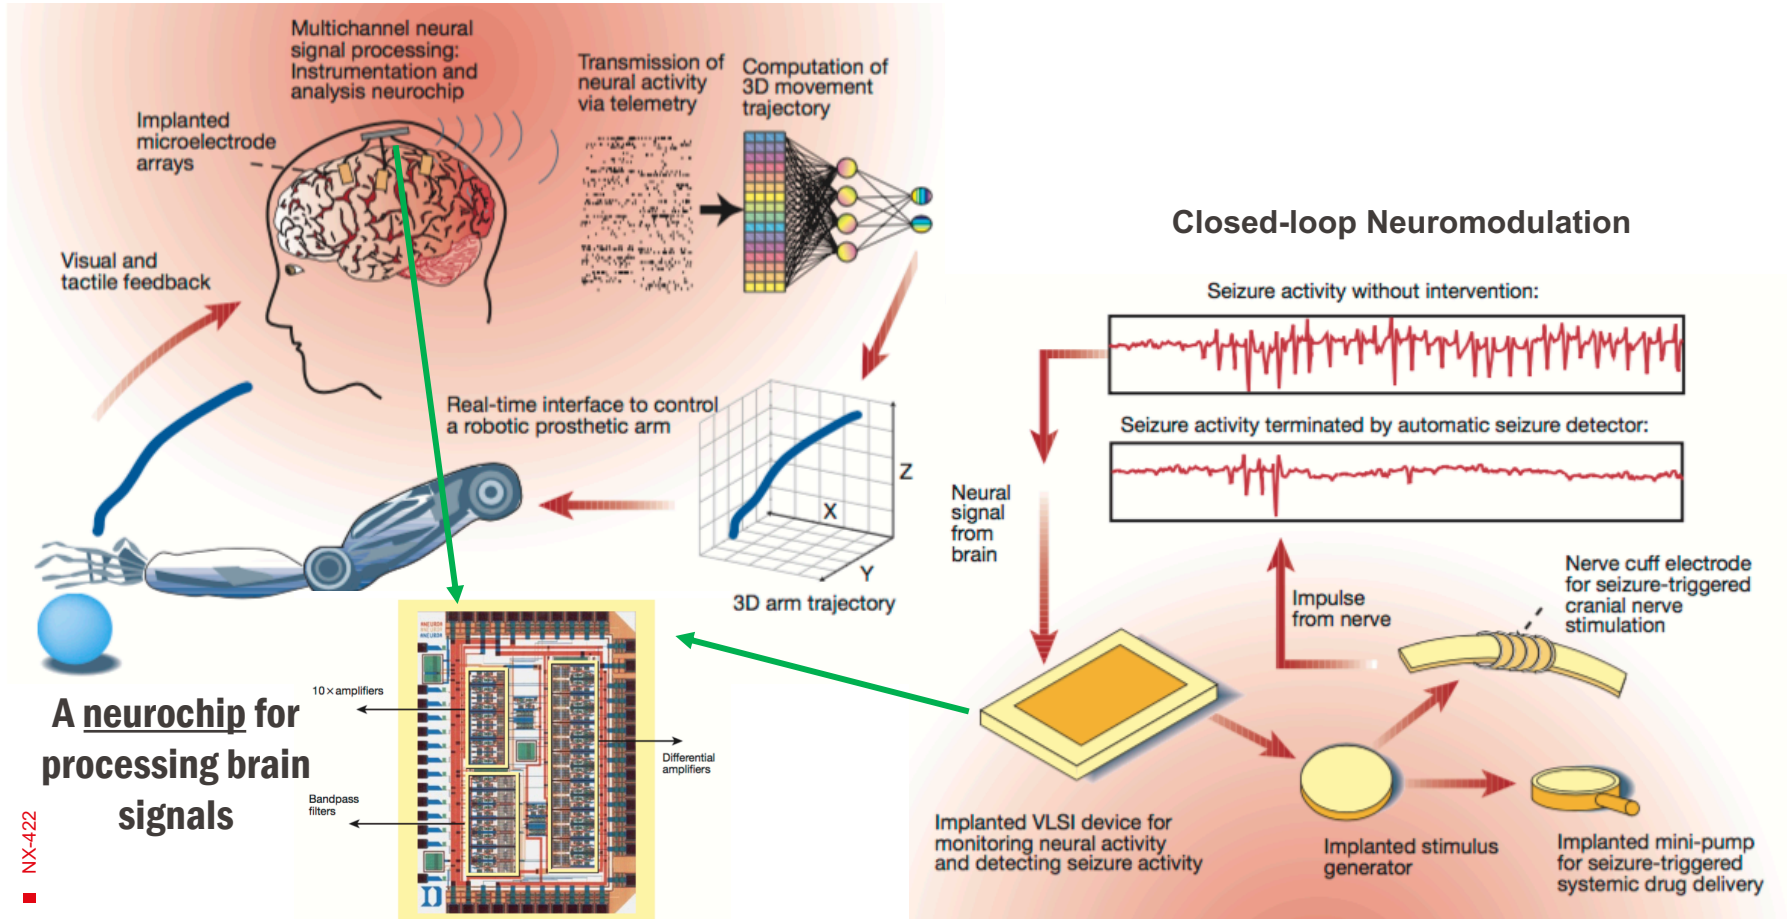 Multichannel neural
signal processing:
Instrumentation and
analysis neurochip
Transmission of
neural activity
via telemetry
Computation of
3D movement
trajectory
Implanted
microelectrode
arrays
Visual and
tactile feedback
Real-time interface to control
a robotic prosthetic arm
Z
X
Y
3D arm trajectory
10×amplifiers
Differential
amplifiers
Bandpass
filters
D
A neurochip for
processing brain
signals
NX-422
Closed-loop Neuromodulation
Seizure activity without intervention:
Seizure activity terminated by automatic seizure detector:
Neural
signal
from
brain
Impulse
from nerve
Nerve cuff electrode
for seizure-triggered
cranial nerve
stimulation
Implanted VLSI device for
monitoring neural activity
and detecting seizure activity
Implanted stimulus
generator
Implanted mini-pump
for seizure-triggered
systemic drug delivery